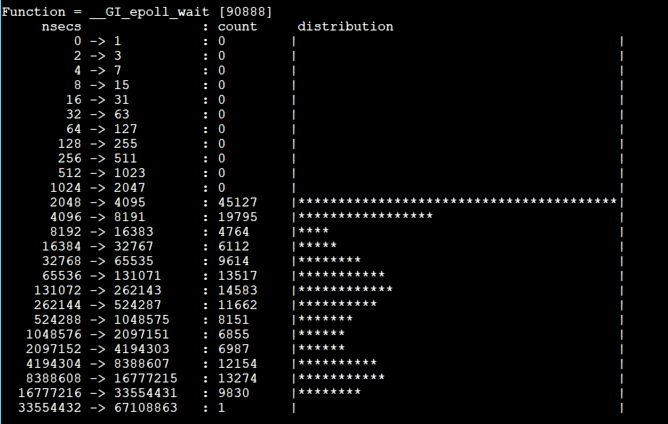 Function = __GI_epoll_wait [90888]
     nsecs               : count     distribution
         0 -> 1          : 0        |                                        |
         2 -> 3          : 0        |                                        |
         4 -> 7          : 0        |                                        |
         8 -> 15         : 0        |                                        |
        16 -> 31         : 0        |                                        |
        32 -> 63         : 0        |                                        |
        64 -> 127        : 0        |                                        |
       128 -> 255        : 0        |                                        |
       256 -> 511        : 0        |                                        |
       512 -> 1023       : 0        |                                        |
      1024 -> 2047       : 0        |                                        |
      2048 -> 4095       : 45127    |****************************************|
      4096 -> 8191       : 19795    |*****************                       |
      8192 -> 16383      : 4764     |****                                    |
     16384 -> 32767      : 6112     |*****                                   |
     32768 -> 65535      : 9614     |********                                |
     65536 -> 131071     : 13517    |***********                             |
    131072 -> 262143     : 14583    |************                            |
    262144 -> 524287     : 11662    |**********                              |
    524288 -> 1048575    : 8151     |*******                                 |
   1048576 -> 2097151    : 6855     |******                                  |
   2097152 -> 4194303    : 6987     |******                                  |
   4194304 -> 8388607    : 12154    |**********                              |
   8388608 -> 16777215   : 13274    |***********                             |
  16777216 -> 33554431   : 9830     |********                                |
  33554432 -> 67108863   : 1        |                                        |